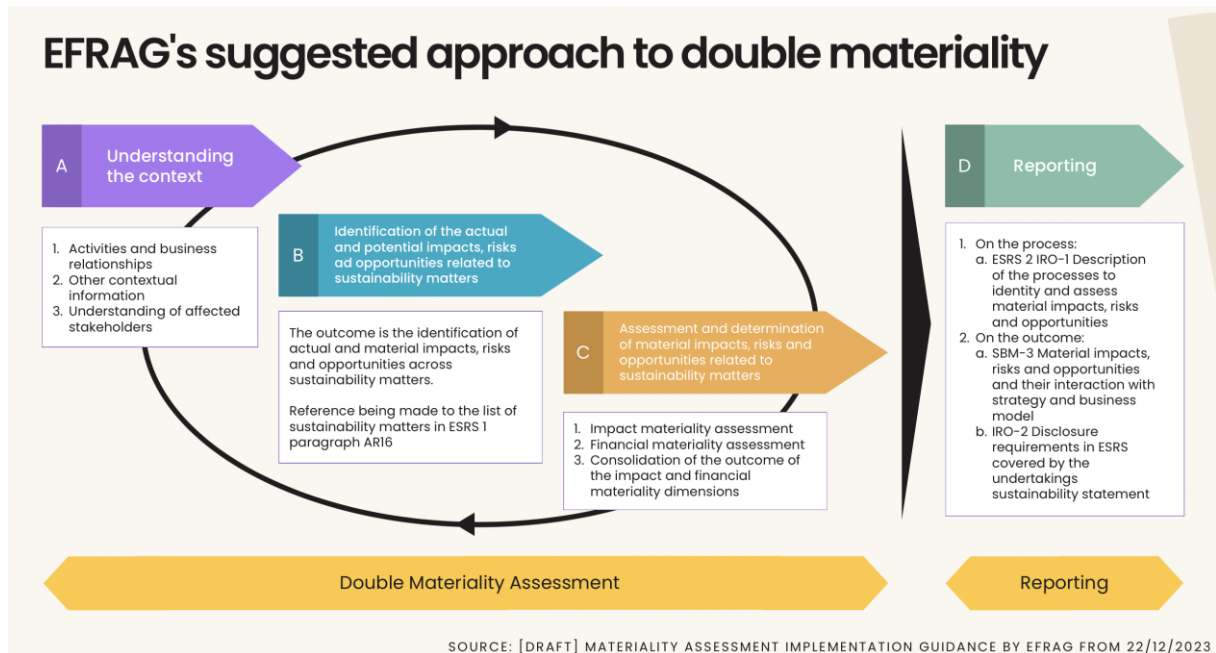 EFRAG's suggested approach to double materiality
A
Understanding
the context
1. Activities and business
relationships
2. Other contextual
information
3. Understanding of affected
stakeholders
B
Identification of the actual
and potential impacts, risks
ad opportunities related to
sustainability matters
The outcome is the identification of
actual and material impacts, risks
and opportunities across
sustainability matters.
Reference being made to the list of
sustainability matters in ESRS 1
paragraph AR16
C
Assessment and determination
of material impacts, risks and
opportunities related to
sustainability matters
1. Impact materiality assessment
2. Financial materiality assessment
3. Consolidation of the outcome of
the impact and financial
materiality dimensions
D
Reporting
1. On the process:
a. ESRS 2 IRO-1 Description
of the processes to
identity and assess
material impacts, risks
and opportunities
2. On the outcome:
a. SBM-3 Material impacts,
risks and opportunities
and their interaction with
strategy and business
model
b. IRO-2 Disclosure
requirements in ESRS
covered by the
undertakings
sustainability statement
Double Materiality Assessment
Reporting
SOURCE: [DRAFT] MATERIALITY ASSESSMENT IMPLEMENTATION GUIDANCE BY EFRAG FROM 22/12/2023